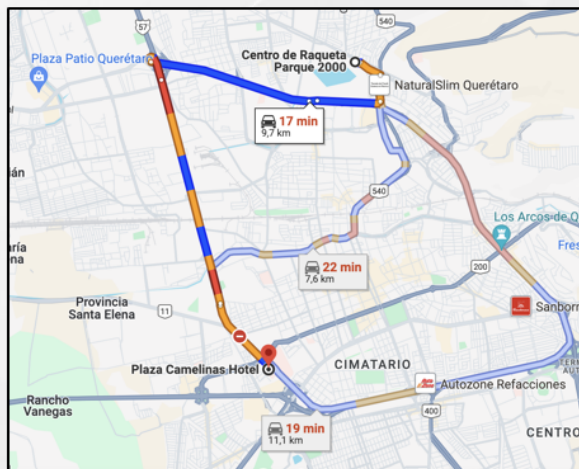 57
Plaza Patio Querétaro
Centro de Raqueta
Parque 2000
NaturalSlim Querétaro
17 min
9,7 km
540
540
Los Arcos de Q
Fres
22 min
7,6 km
200
Provincia
Santa Elena
11
Sanborn
Plaza Camelinas Hotel
CIMATARIO
Autozone Refacciones
Rancho
Vanegas
400
19 min
11,1 km
CENTRO